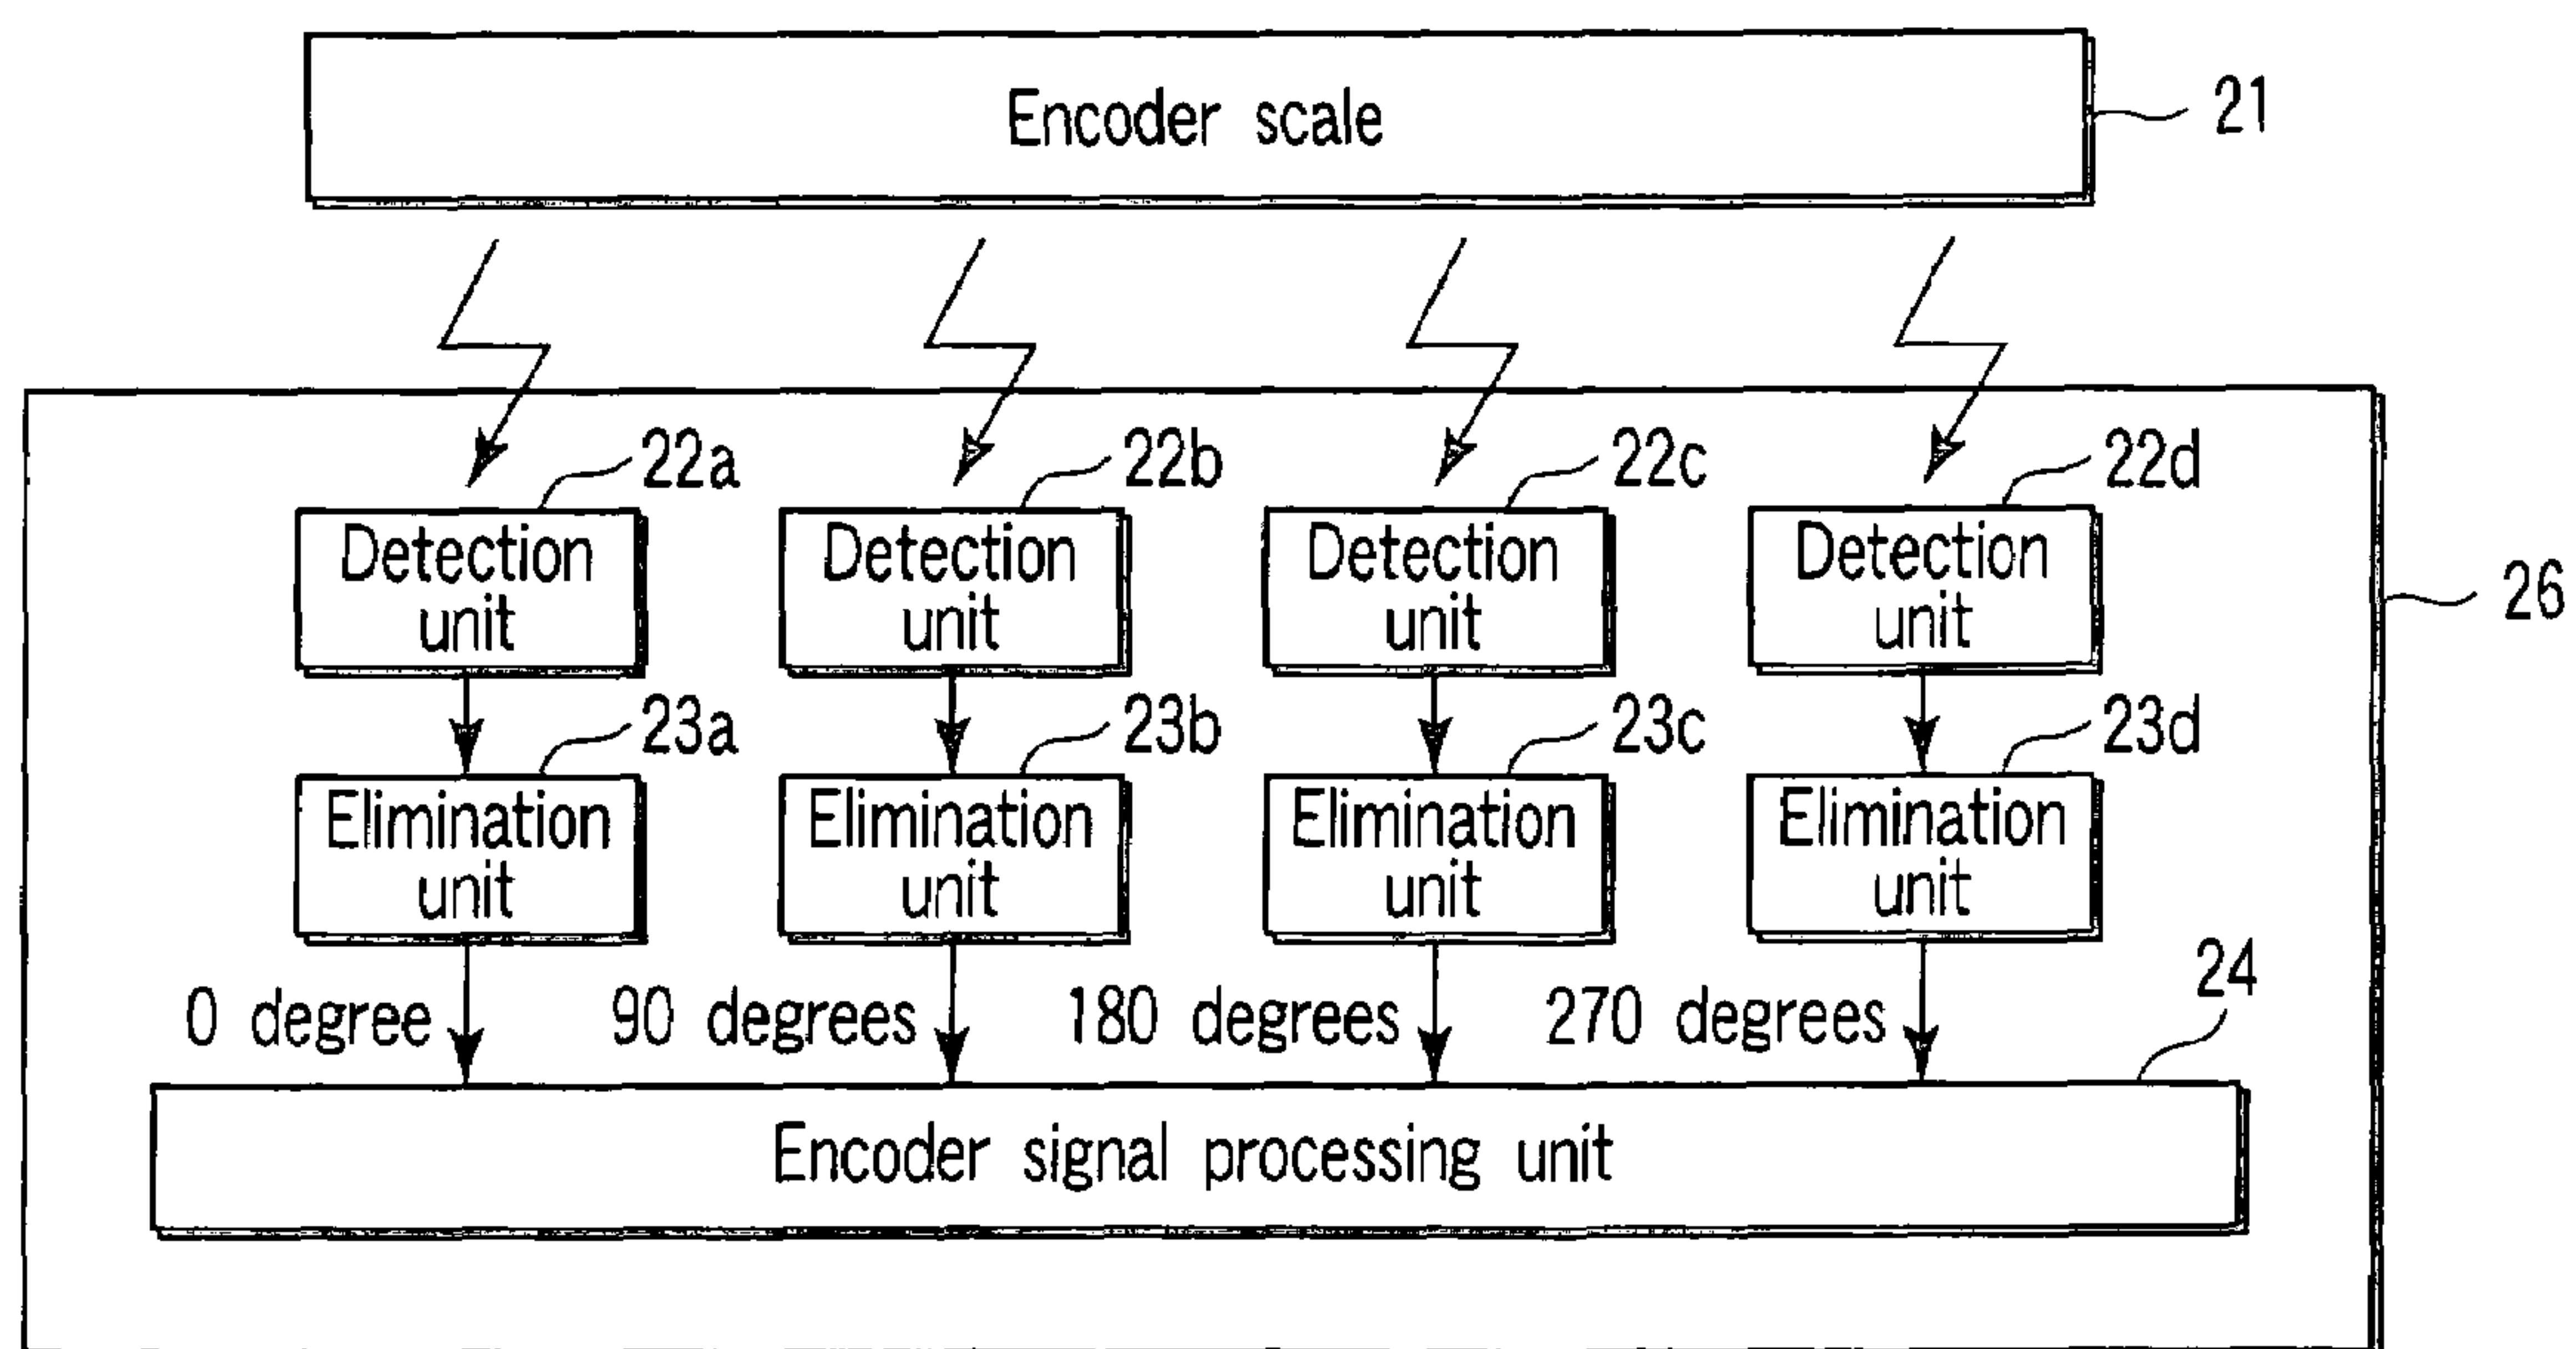 Encoder scale
21
22a
22b
22c
22d
Detection
unit
Detection
unit
Detection
unit
Detection
unit
26
23a
23b
23c
23d
Elimination
unit
Elimination
unit
Elimination
unit
Elimination
unit
24
0 degree
90 degrees
180 degrees
270 degrees
Encoder signal processing unit